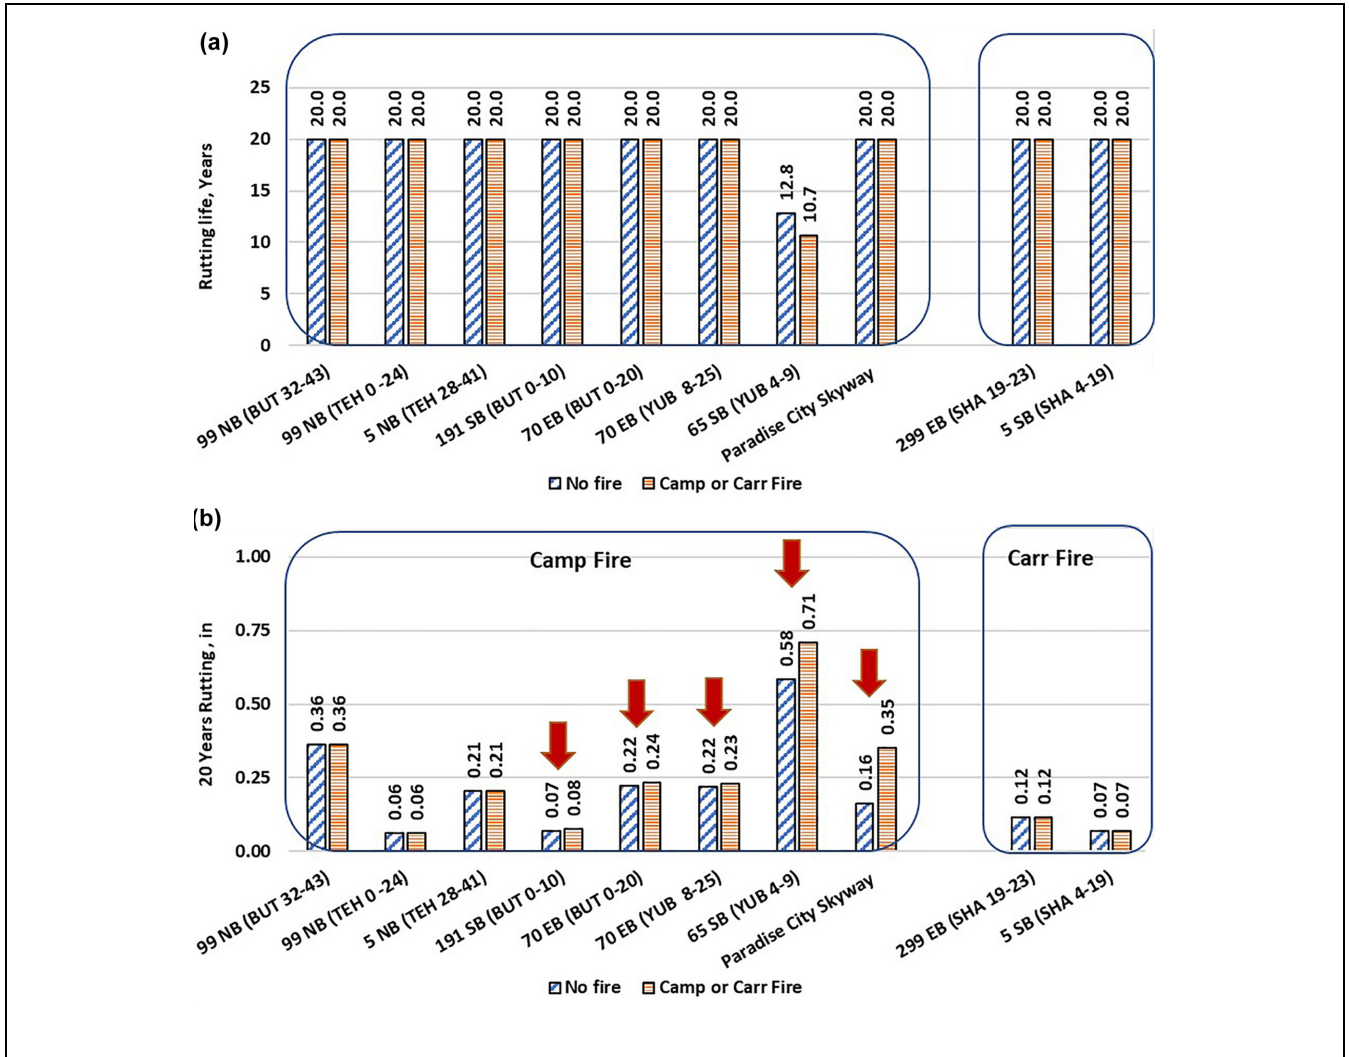 (a)
Rutting life, Years
25
20
15
10
5
0
20.0 20.0 20.0 20.0 20.0 20.0 20.0 20.0 20.0 20.0 20.0 20.0 12.8 10.7 20.0 20.0 20.0 20.0 20.0 20.0
99 NB (BUT 32-43)
99 NB (TEH 0 -24)
5 NB (TEH 28-41)
191 SB (BUT 0-10)
70 EB (BUT 0-20)
70 EB (YUB 8-25)
65 SB (YUB 4-9)
Paradise City Skyway
299 EB (SHA 19-23)
5 SB (SHA 4-19)
No fire Camp or Carr Fire
(b)
Camp Fire Carr Fire
20 Years Rutting , in
1.00
0.75
0.50
0.25
0.00
0.36 0.36 0.06 0.06 0.21 0.21 0.07 0.08 0.22 0.24 0.22 0.23 0.58 0.71 0.16 0.35 0.12 0.12 0.07 0.07
99 NB (BUT 32-43)
99 NB (TEH 0 -24)
5 NB (TEH 28-41)
191 SB (BUT 0-10)
70 EB (BUT 0-20)
70 EB (YUB 8-25)
65 SB (YUB 4-9)
Paradise City Skyway
299 EB (SHA 19-23)
5 SB (SHA 4-19)
No fire Camp or Carr Fire